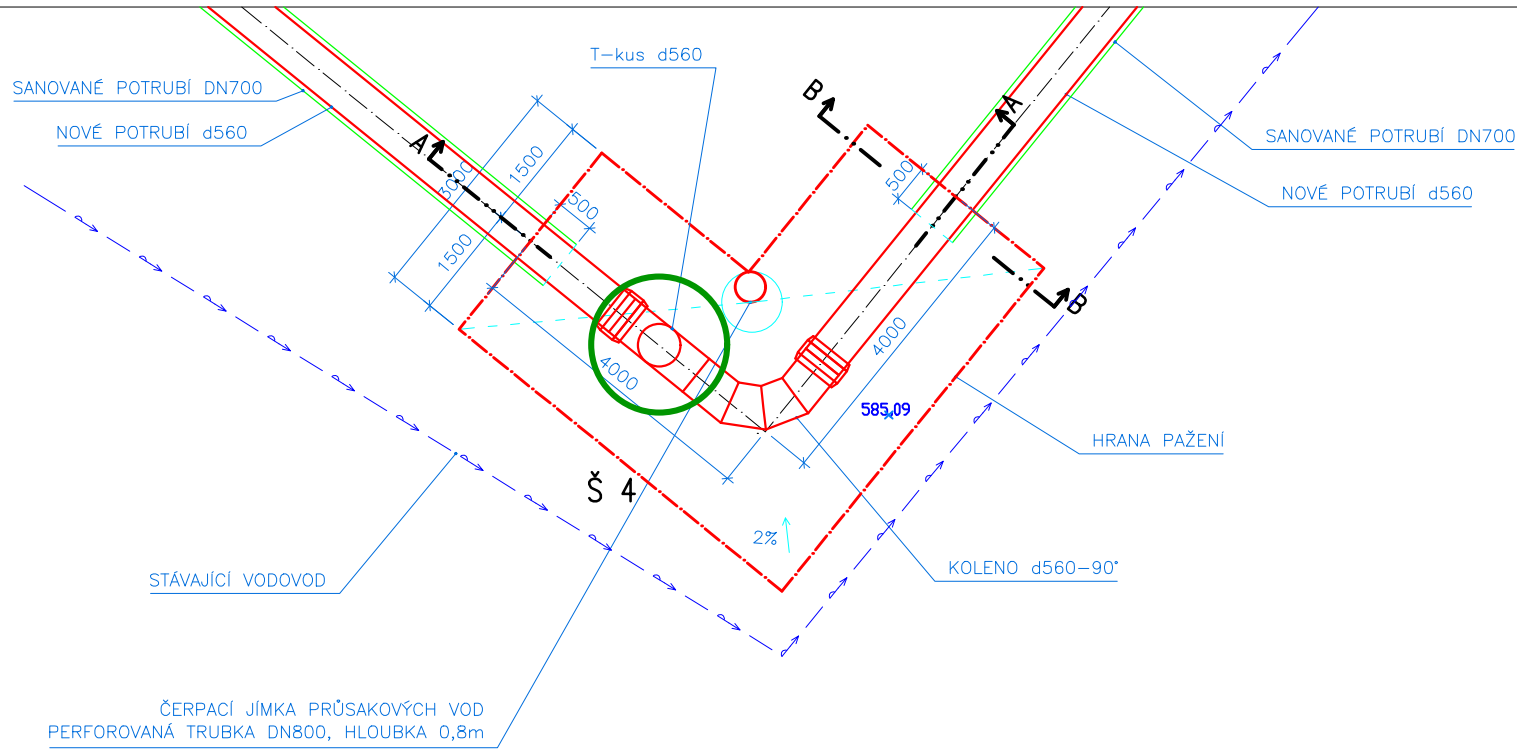 T-kus d560
SANOVANÉ POTRUBÍ DN700
NOVÉ POTRUBÍ d560
A
3000
1500
1500
500
B
A
500
SANOVANÉ POTRUBÍ DN700
NOVÉ POTRUBÍ d560
B
4000
4000
585.09
HRANA PAŽENÍ
Š 4
2%
KOLENO d560-90°
STÁVAJÍCÍ VODOVOD
ČERPACÍ JÍMKA PRŮSAKOVÝCH VOD
PERFOROVANÁ TRUBKA DN800, HLOUBKA 0,8m